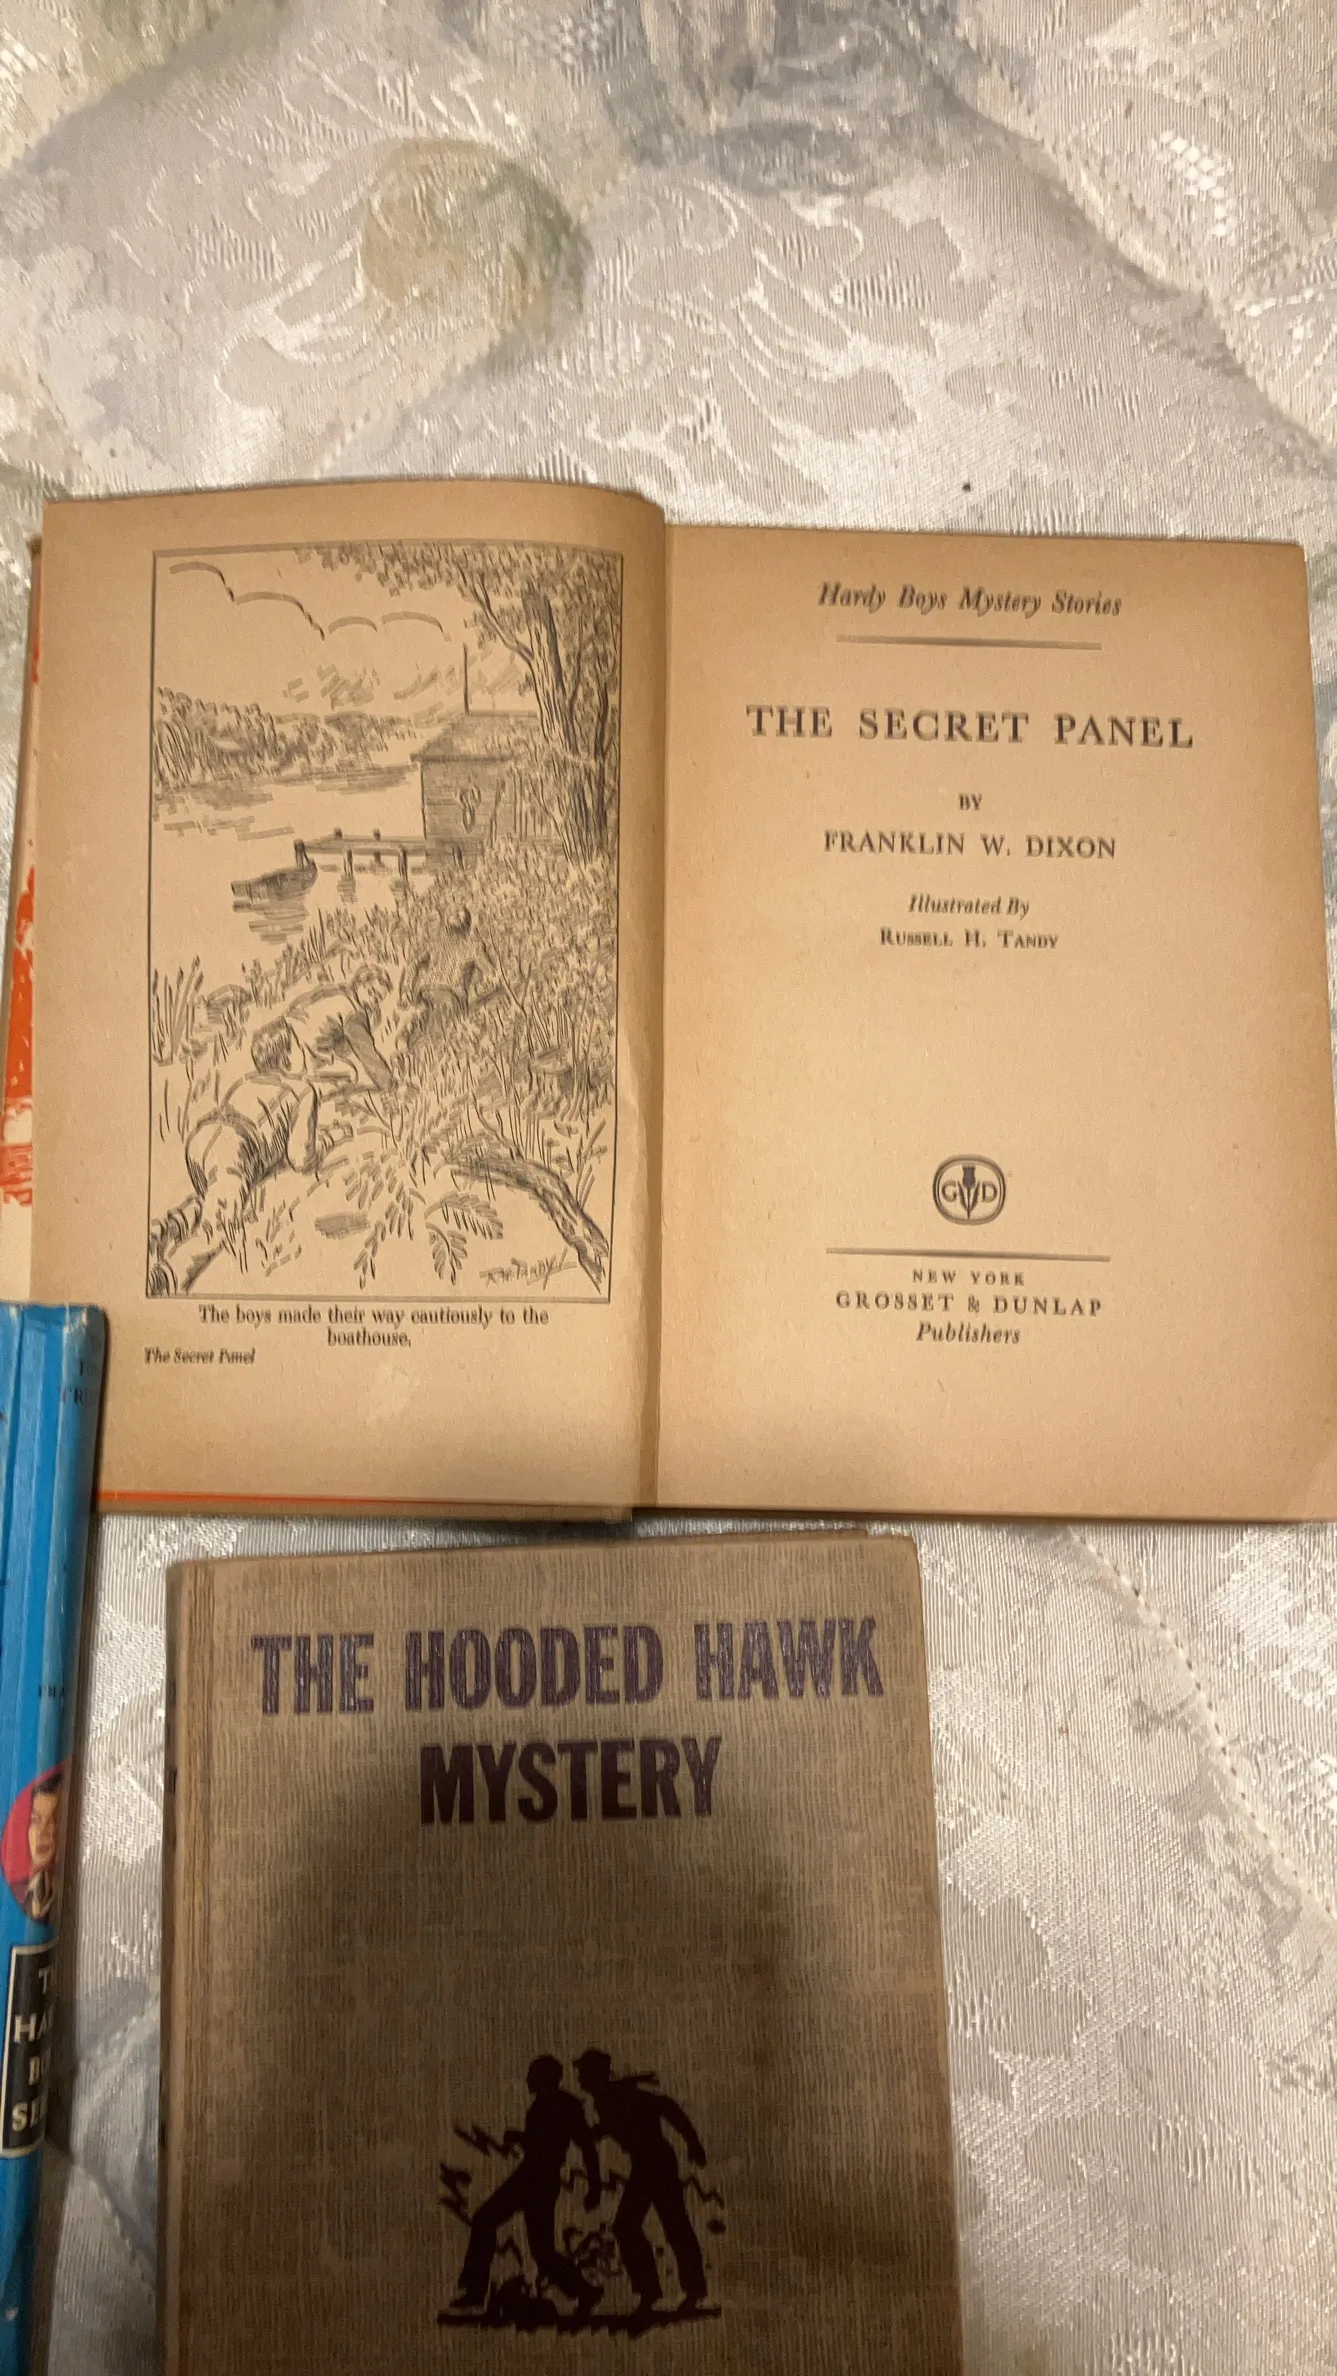 Hardy Boys Mystery Stories
THE SECRET PANEL
BY
FRANKLIN W. DIXON
Illustrated By
RUSSELL H. TANDY
G D
NEW YORK
GROSSET & DUNLAP
Publishers
R.H. TANDY
The boys made their way cautiously to the
boathouse.
The Secret Panel
THE HOODED HAWK
MYSTERY